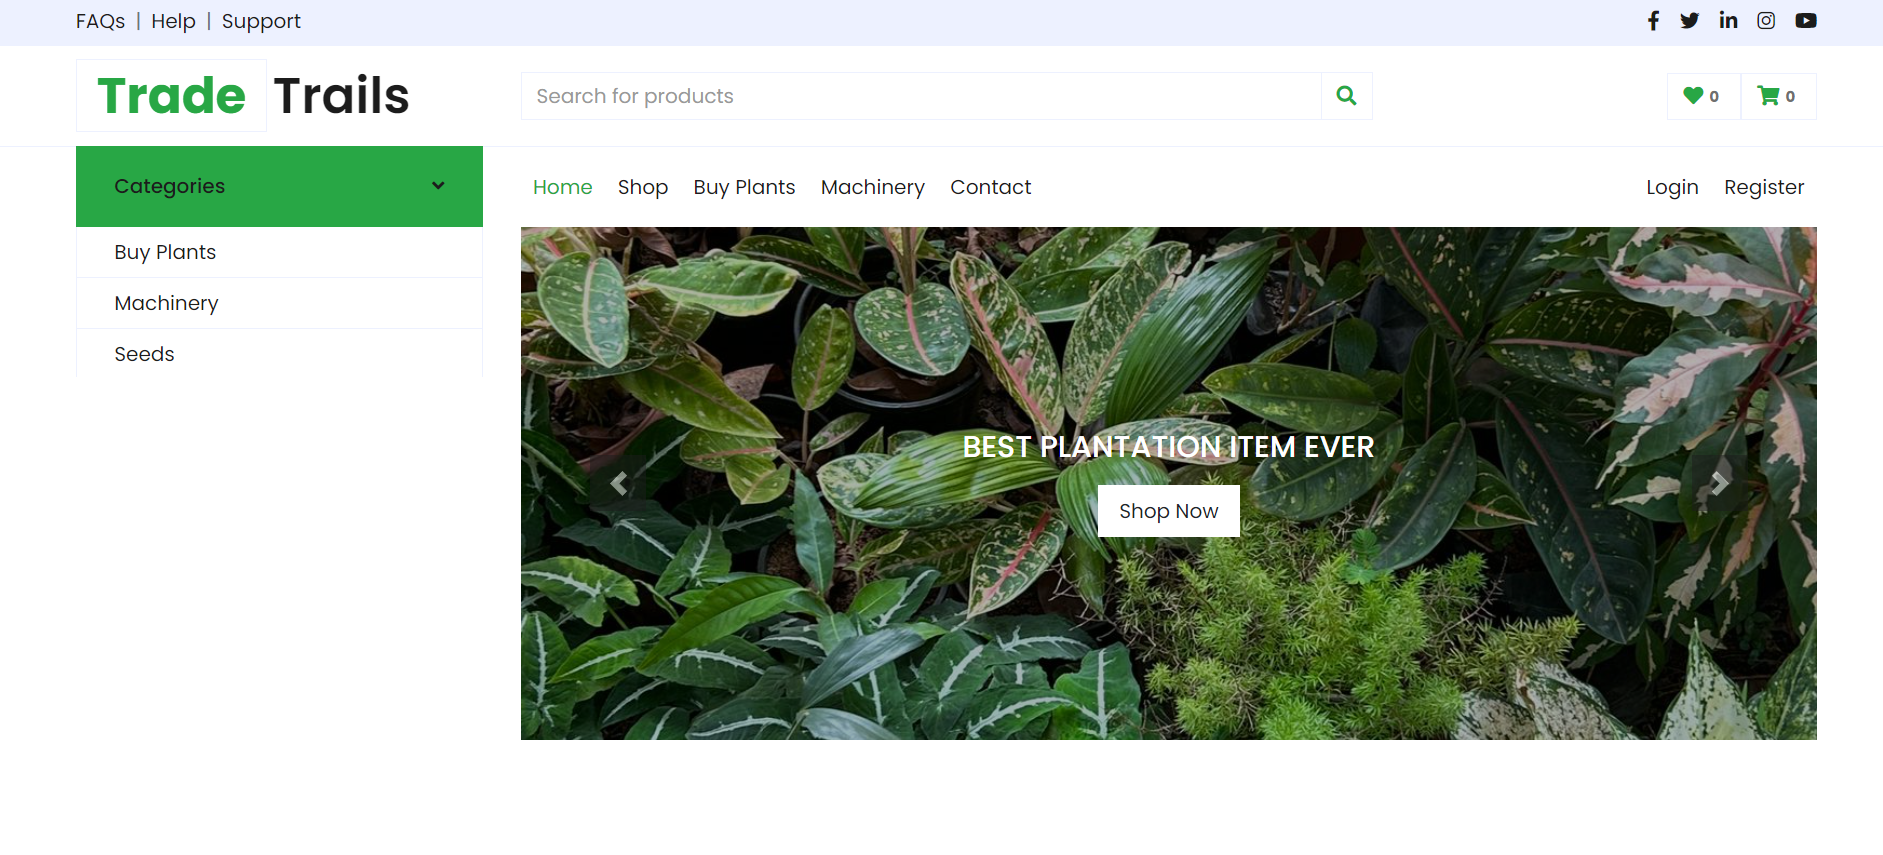 FAQs | Help | Support
Trade Trails
Search for products
0 0
Categories
Home Shop Buy Plants Machinery Contact Login Register
Buy Plants
Machinery
Seeds
BEST PLANTATION ITEM EVER
Shop Now